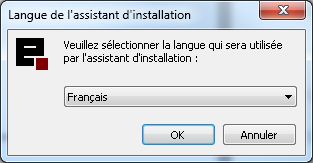 Langue de l'assistant d'installation
Veuillez sélectionner la langue qui sera utilisée
par l'assistant d'installation :
Français
OK
Annuler